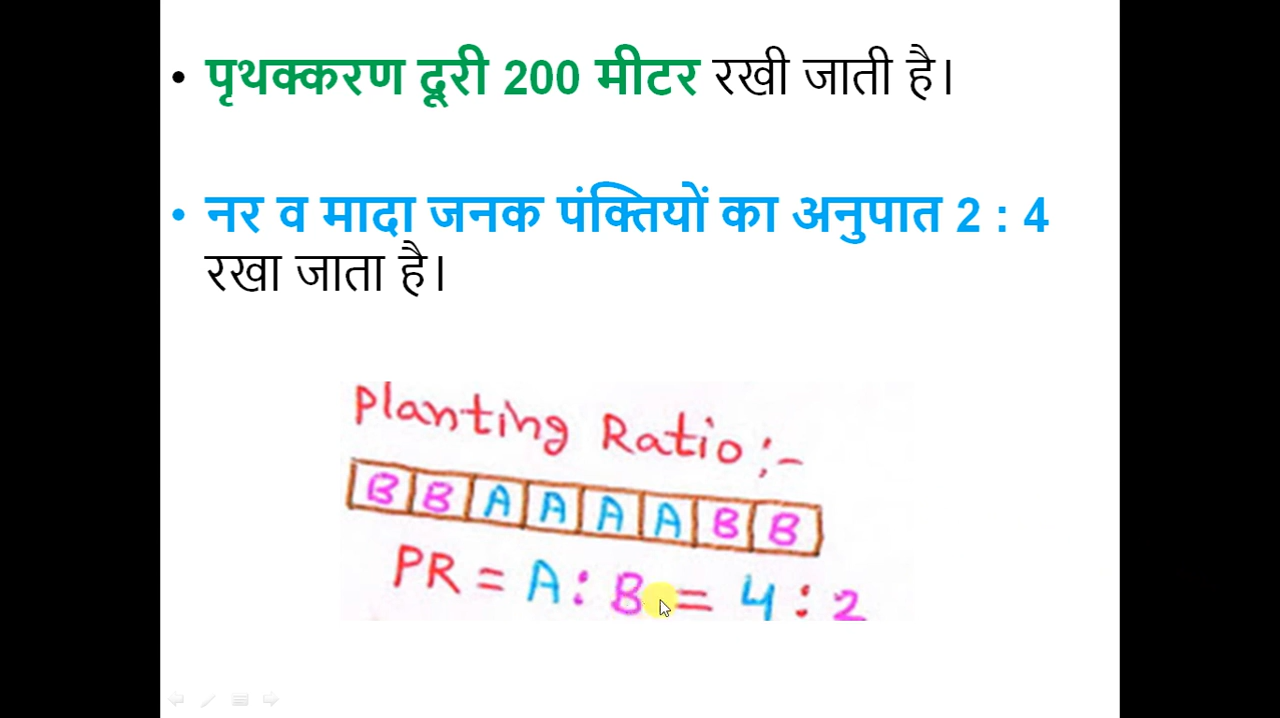 • पृथक्करण दूरी 200 मीटर रखी जाती है।
• नर व मादा जनक पंक्तियों का अनुपात 2 : 4
रखा जाता है।
Planting Ratio :-
B B A A A A B B
PR = A : B = 4 : 2